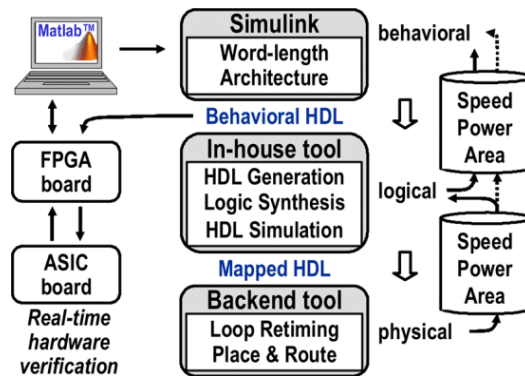 Matlab™
Simulink
Word-length
Architecture
behavioral
Speed
Power
Area
Behavioral HDL
FPGA
board
In-house tool
HDL Generation
Logic Synthesis
HDL Simulation
logical
ASIC
board
Mapped HDL
Speed
Power
Area
Real-time
hardware
verification
Backend tool
Loop Retiming
Place & Route
physical